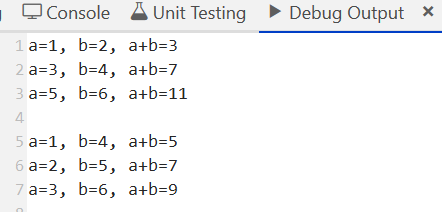 Console Unit Testing Debug Output ×
1 a=1, b=2, a+b=3
2 a=3, b=4, a+b=7
3 a=5, b=6, a+b=11
4
5 a=1, b=4, a+b=5
6 a=2, b=5, a+b=7
7 a=3, b=6, a+b=9